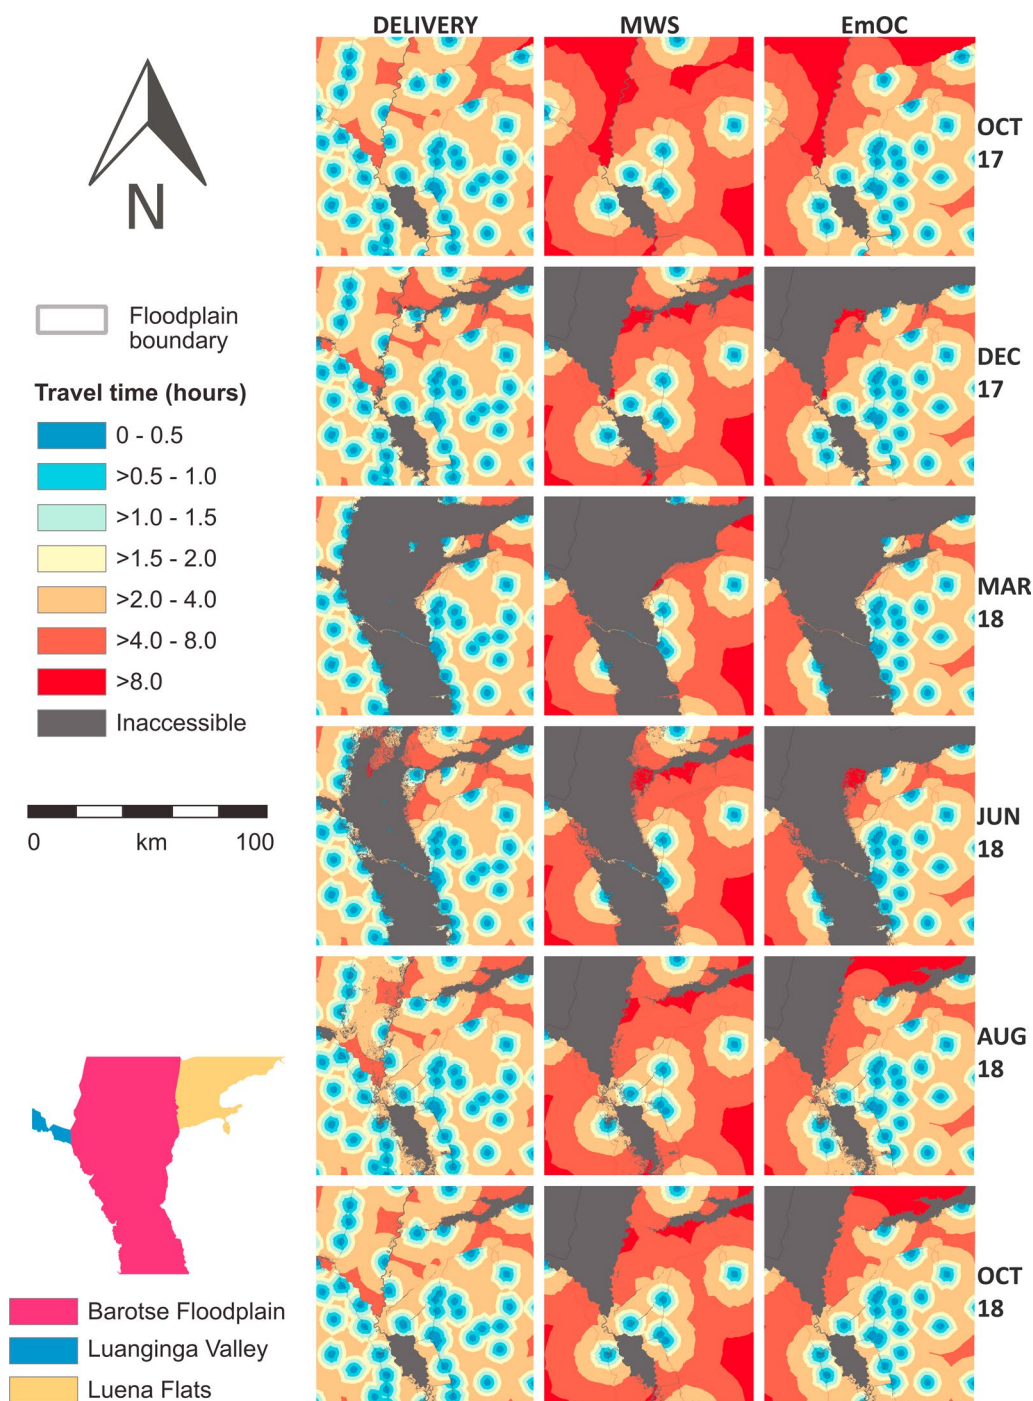 DELIVERY MWS EmOC
OCT
17
N
Floodplain
boundary
DEC
17
Travel time (hours)
0 - 0.5
>0.5 - 1.0
>1.0 - 1.5
>1.5 - 2.0
>2.0 - 4.0
>4.0 - 8.0
>8.0
Inaccessible
MAR
18
0 km 100
JUN
18
AUG
18
OCT
18
Barotse Floodplain
Luanginga Valley
Luena Flats